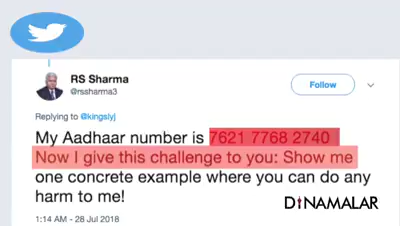 RS Sharma
@rssharma3
Follow
Replying to @kingslyj
My Aadhaar number is 7621 7768 2740
Now I give this challenge to you: Show me
one concrete example where you can do any
harm to me!
DINAMALAR
1:14 AM - 28 Jul 2018